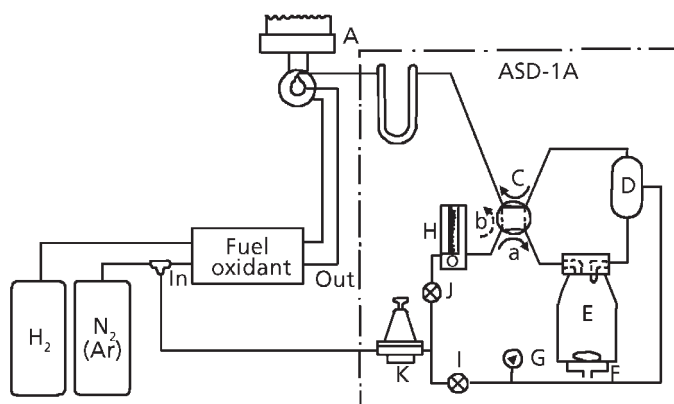 A
ASD-1A
C
D
H
b
a
Fuel
oxidant
In
Out
J
E
H₂
N₂
(Ar)
K
I
G
F